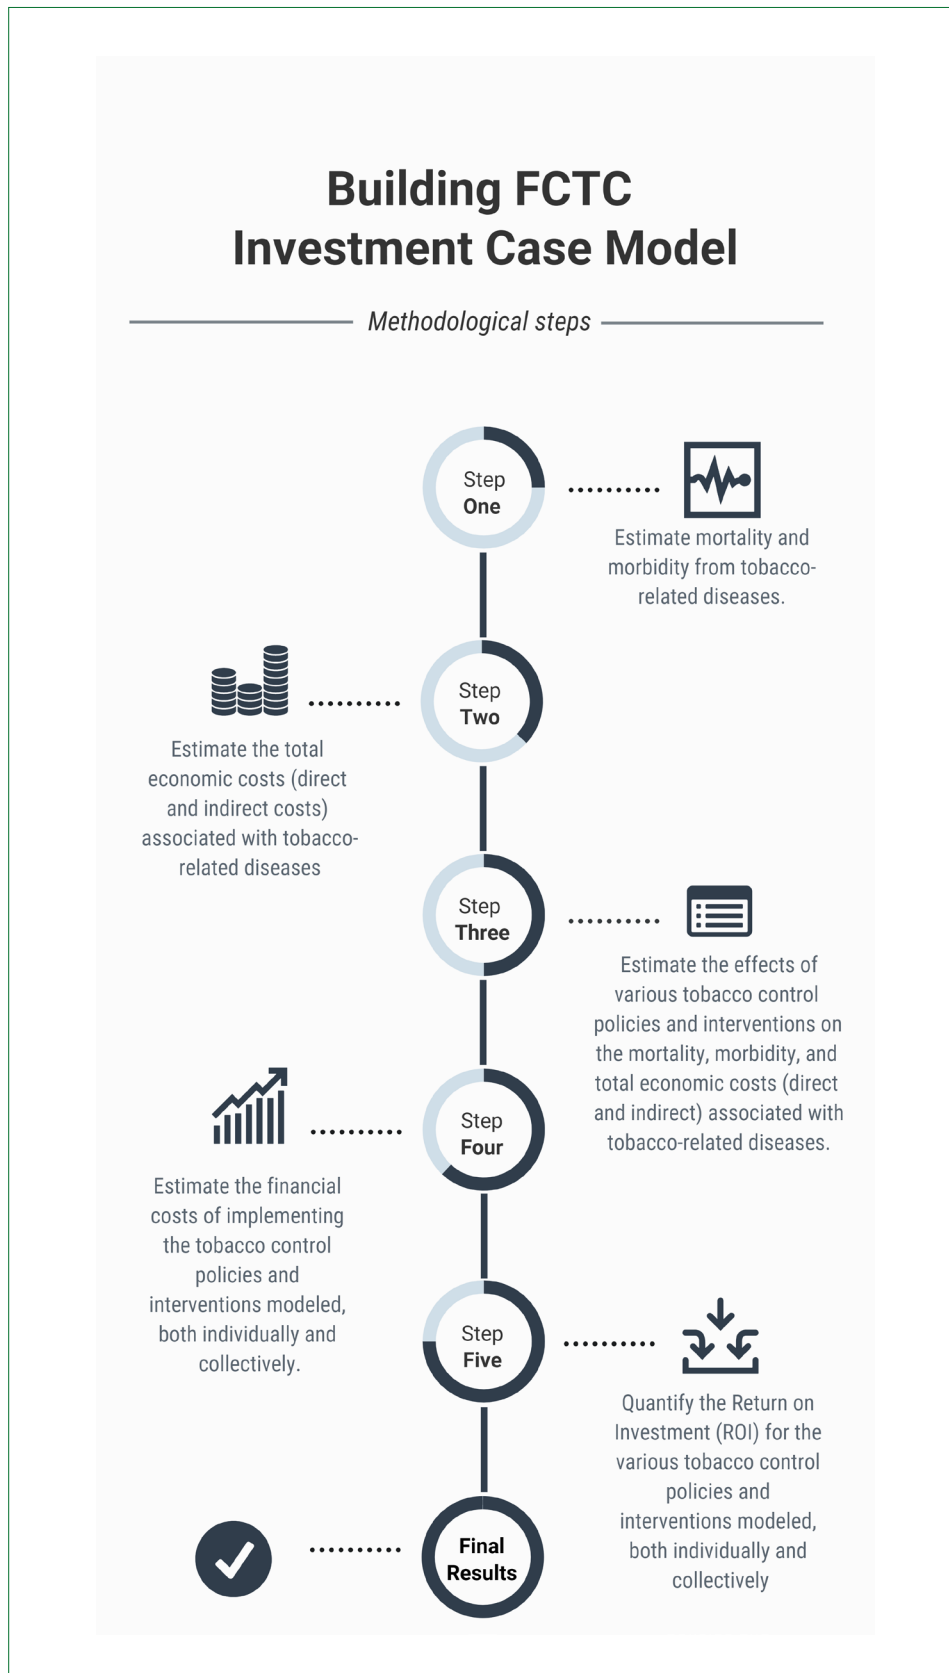 Building FCTC
Investment Case Model
Methodological steps
Step
One
Estimate mortality and
morbidity from tobacco-
related diseases.
Step
Two
Estimate the total
economic costs (direct
and indirect costs)
associated with tobacco-
related diseases
Step
Three
Estimate the effects of
various tobacco control
policies and interventions on
the mortality, morbidity, and
total economic costs (direct
and indirect) associated with
tobacco-related diseases.
Step
Four
Estimate the financial
costs of implementing
the tobacco control
policies and
interventions modeled,
both individually and
collectively.
Step
Five
Quantify the Return on
Investment (ROI) for the
various tobacco control
policies and
interventions modeled,
both individually and
collectively
Final
Results